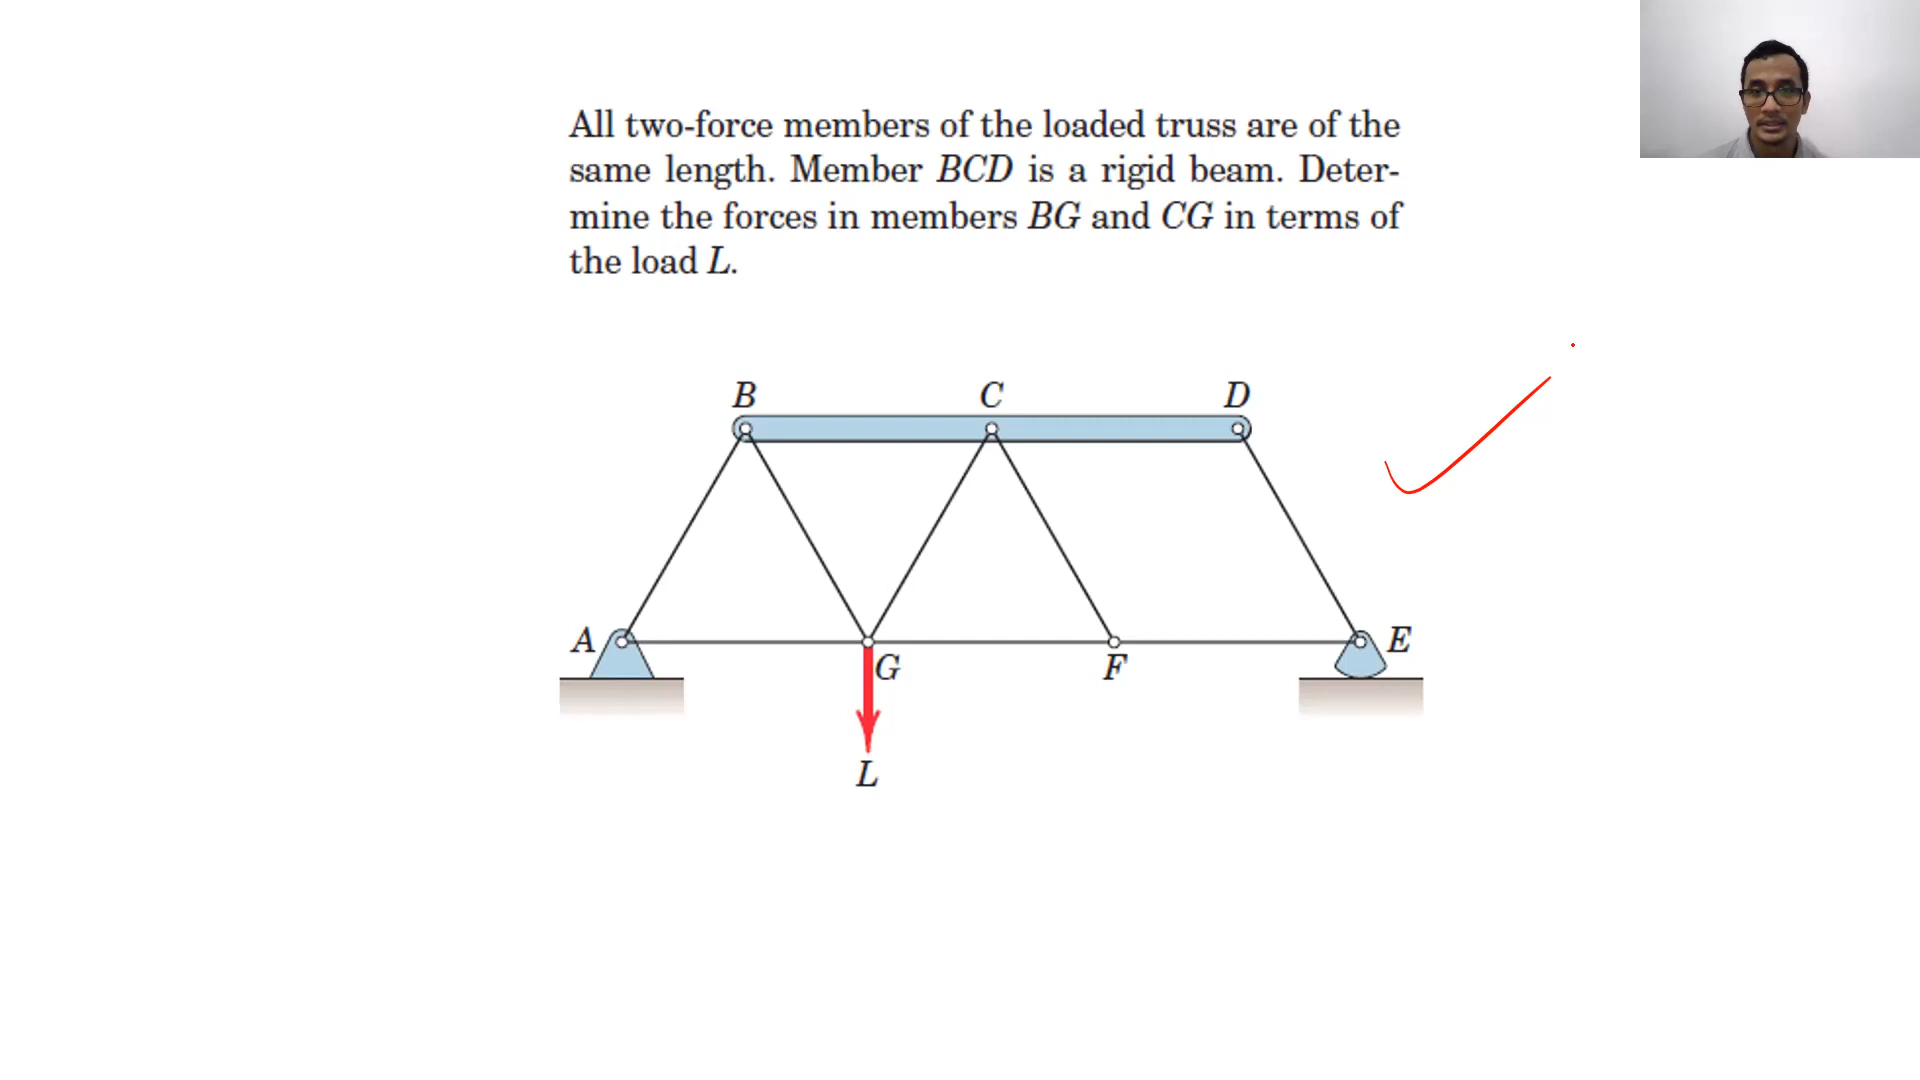 All two-force members of the loaded truss are of the
same length. Member BCD is a rigid beam. Deter-
mine the forces in members BG and CG in terms of
the load L.
B C D
A E
G F
L